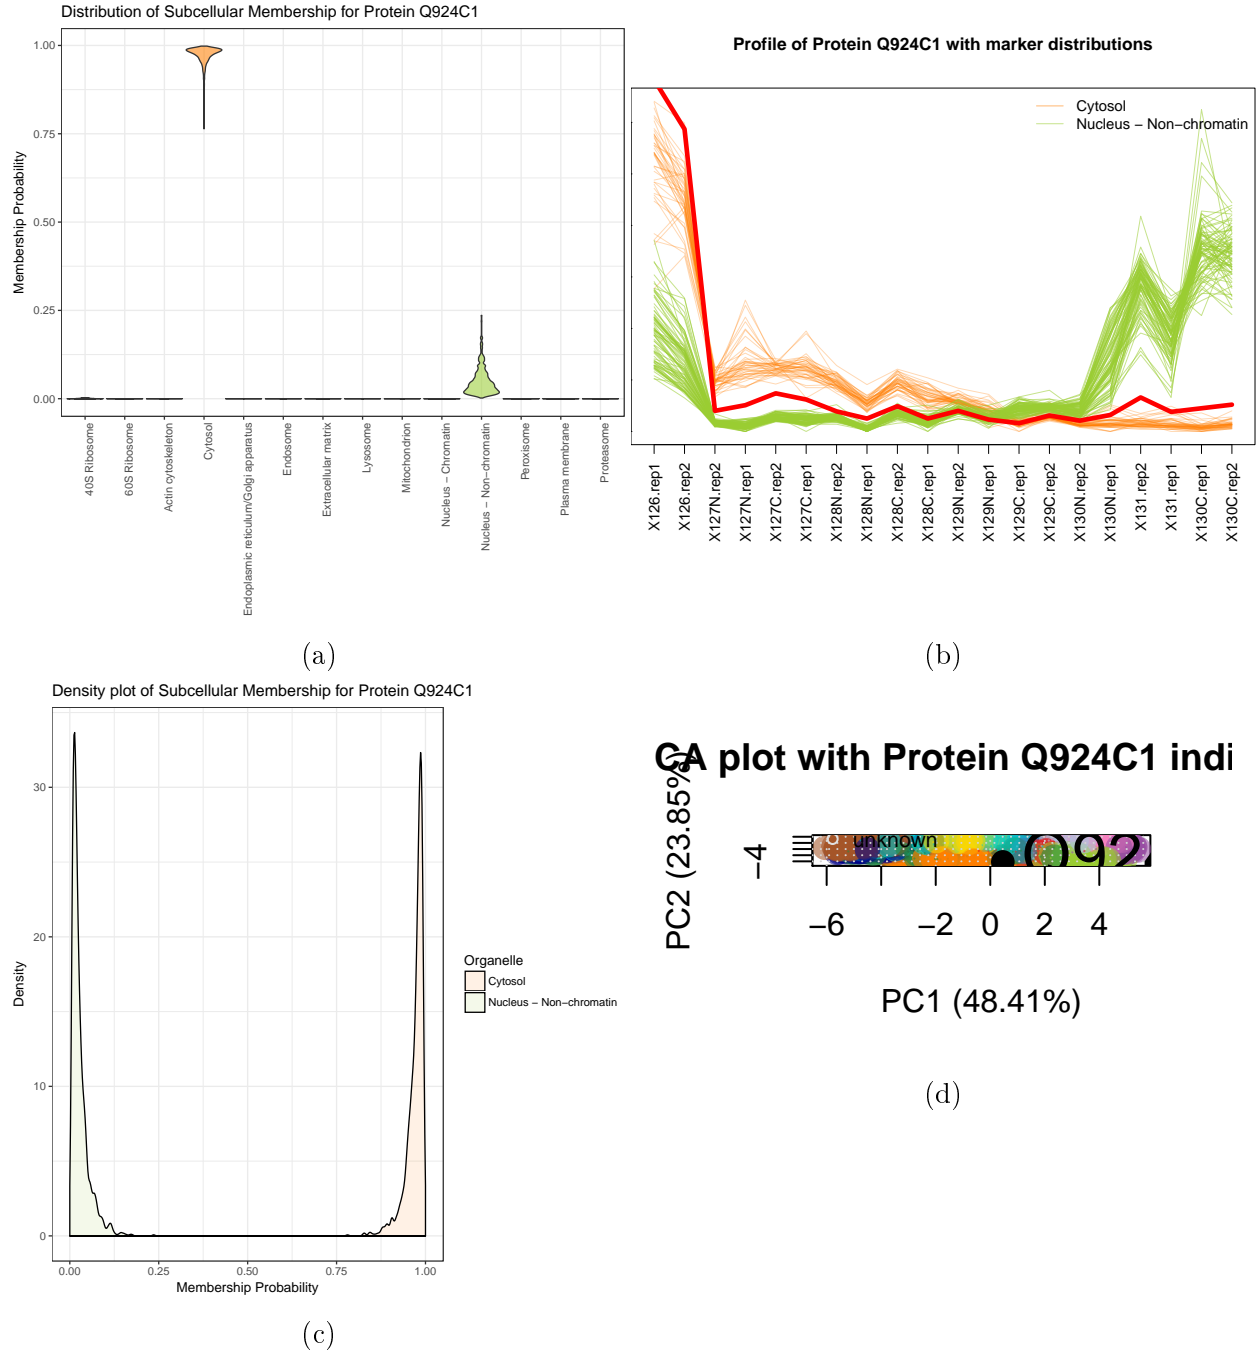 Distribution of Subcellular Membership for Protein Q924C1
Membership Probability
1.00
0.75
0.50
0.25
0.00
40S Ribosome
60S Ribosome
Actin cytoskeleton
Cytosol
Endoplasmic reticulum/Golgi apparatus
Endosome
Extracellular matrix
Lysosome
Mitochondrion
Nucleus − Chromatin
Nucleus − Non−chromatin
Peroxisome
Plasma membrane
Proteasome
(a)
Profile of Protein Q924C1 with marker distributions
Cytosol
Nucleus − Non−chromatin
X126.rep1
X126.rep2
X127N.rep2
X127N.rep1
X127C.rep2
X127C.rep1
X128N.rep2
X128N.rep1
X128C.rep2
X128C.rep1
X129N.rep2
X129N.rep1
X129C.rep1
X129C.rep2
X130N.rep2
X130N.rep1
X131.rep2
X131.rep1
X130C.rep1
X130C.rep2
(b)
Density plot of Subcellular Membership for Protein Q924C1
Density
30
20
10
0
0.00
0.25
0.50
0.75
1.00
Membership Probability
Organelle
Cytosol
Nucleus − Non−chromatin
(c)
CA plot with Protein Q924C1 indi
PC2 (23.85%)
−4
unknown
Q92
−6
−2
0
2
4
PC1 (48.41%)
(d)